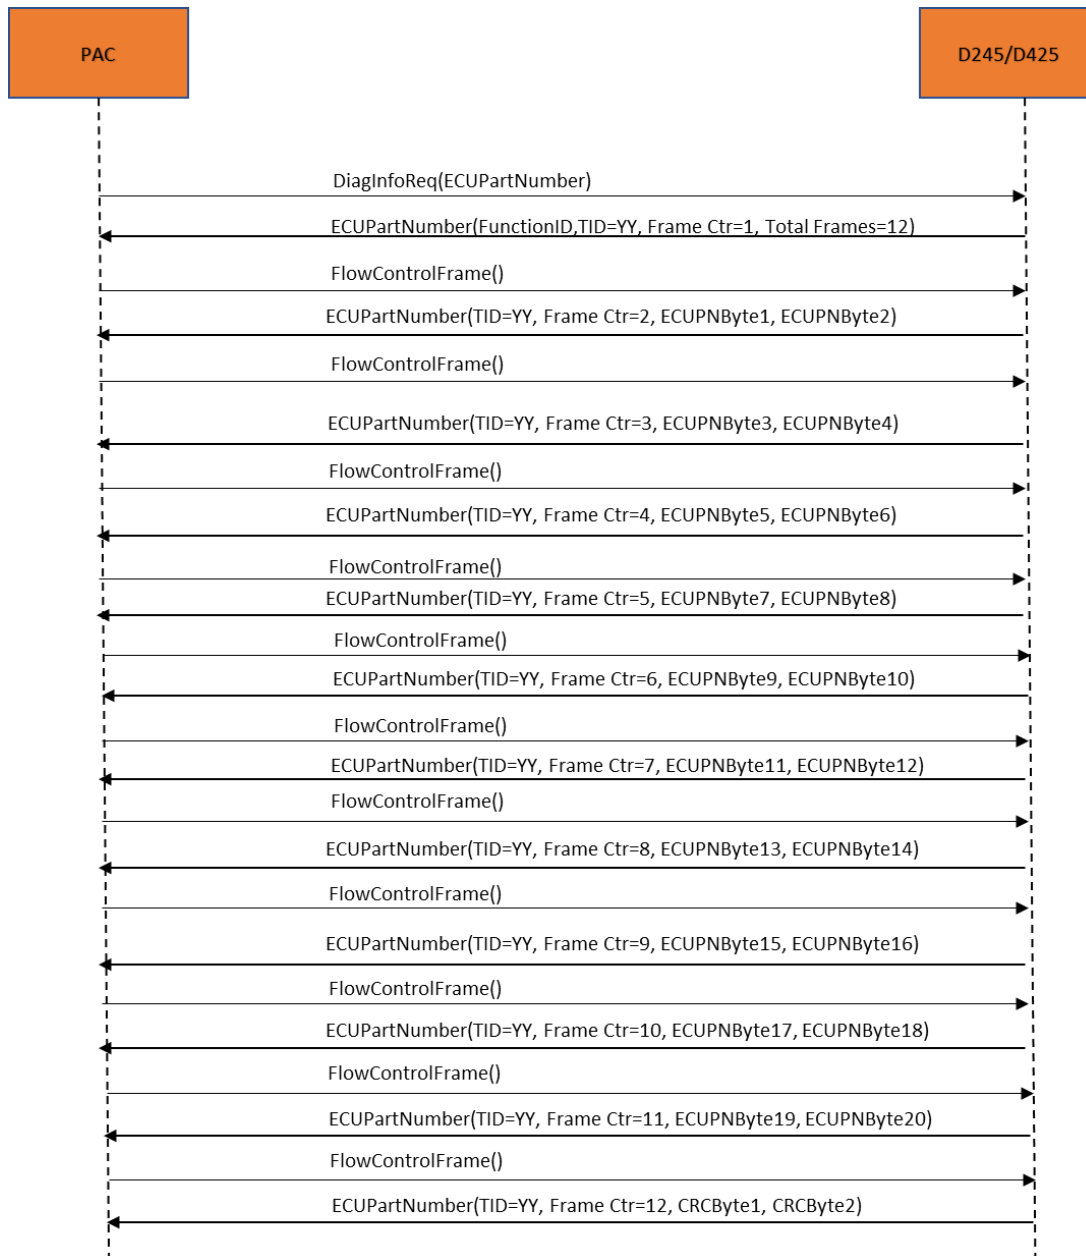 PAC
D245/D425
DiagInfoReq(ECUPartNumber)
ECUPartNumber(FunctionID,TID=YY, Frame Ctr=1, Total Frames=12)
FlowControlFrame()
ECUPartNumber(TID=YY, Frame Ctr=2, ECUPNByte1, ECUPNByte2)
FlowControlFrame()
ECUPartNumber(TID=YY, Frame Ctr=3, ECUPNByte3, ECUPNByte4)
FlowControlFrame()
ECUPartNumber(TID=YY, Frame Ctr=4, ECUPNByte5, ECUPNByte6)
FlowControlFrame()
ECUPartNumber(TID=YY, Frame Ctr=5, ECUPNByte7, ECUPNByte8)
FlowControlFrame()
ECUPartNumber(TID=YY, Frame Ctr=6, ECUPNByte9, ECUPNByte10)
FlowControlFrame()
ECUPartNumber(TID=YY, Frame Ctr=7, ECUPNByte11, ECUPNByte12)
FlowControlFrame()
ECUPartNumber(TID=YY, Frame Ctr=8, ECUPNByte13, ECUPNByte14)
FlowControlFrame()
ECUPartNumber(TID=YY, Frame Ctr=9, ECUPNByte15, ECUPNByte16)
FlowControlFrame()
ECUPartNumber(TID=YY, Frame Ctr=10, ECUPNByte17, ECUPNByte18)
FlowControlFrame()
ECUPartNumber(TID=YY, Frame Ctr=11, ECUPNByte19, ECUPNByte20)
FlowControlFrame()
ECUPartNumber(TID=YY, Frame Ctr=12, CRCByte1, CRCByte2)